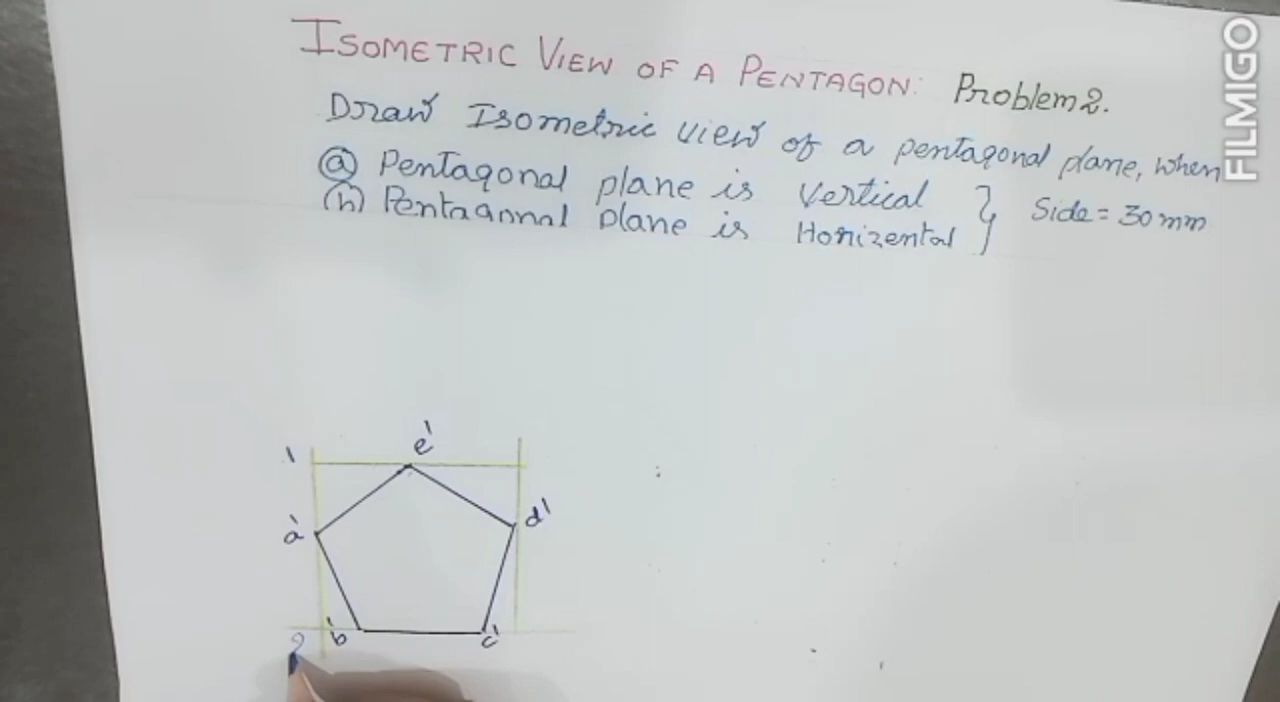 ISOMETRIC VIEW OF A PENTAGON: Problem 2.
Draw Isometric view of a pentagonal plane, when
(a) Pentagonal plane is Vertical } Side = 30 mm
(b) Pentagonal plane is Horizental
FILMIGO
1 e'
a' d'
2 b' c'